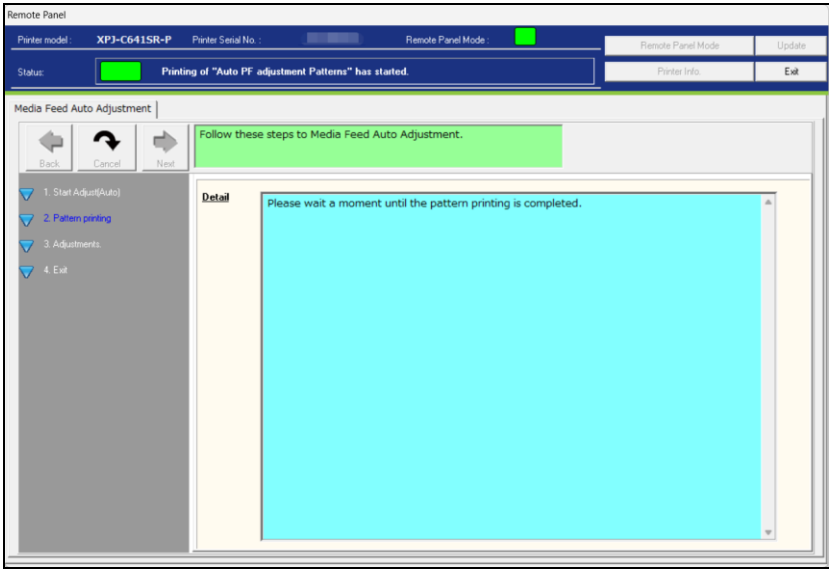 Remote Panel
Printer model : XPJ-C641SR-P Printer Serial No. : Remote Panel Mode : Remote Panel Mode Update
Status: Printing of "Auto PF adjustment Patterns" has started. Printer Info. Exit
Media Feed Auto Adjustment
Follow these steps to Media Feed Auto Adjustment.
Back Cancel Next
1. Start Adjust(Auto)
2. Pattern printing
3. Adjustments.
4. Exit
Detail
Please wait a moment until the pattern printing is completed.